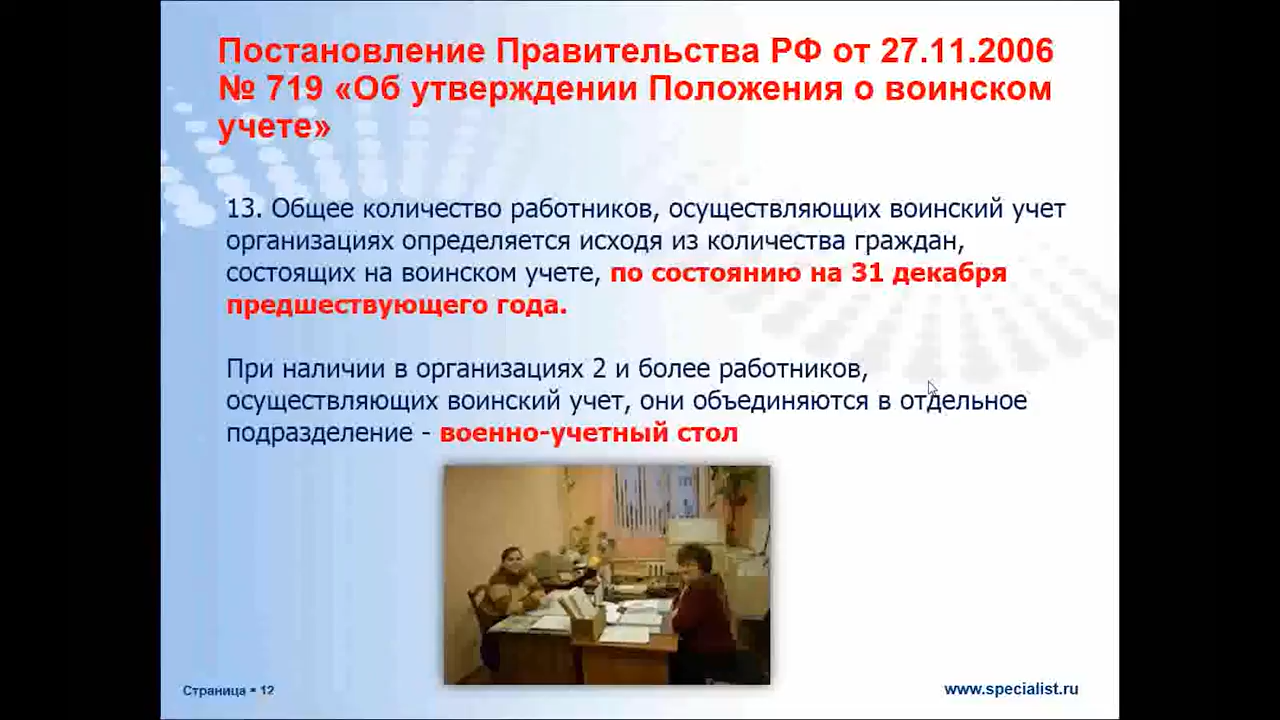 Постановление Правительства РФ от 27.11.2006
№ 719 «Об утверждении Положения о воинском
учете»
13. Общее количество работников, осуществляющих воинский учет
организациях определяется исходя из количества граждан,
состоящих на воинском учете, по состоянию на 31 декабря
предшествующего года.
При наличии в организациях 2 и более работников,
осуществляющих воинский учет, они объединяются в отдельное
подразделение - военно-учетный стол
Страница ▪ 12
www.specialist.ru